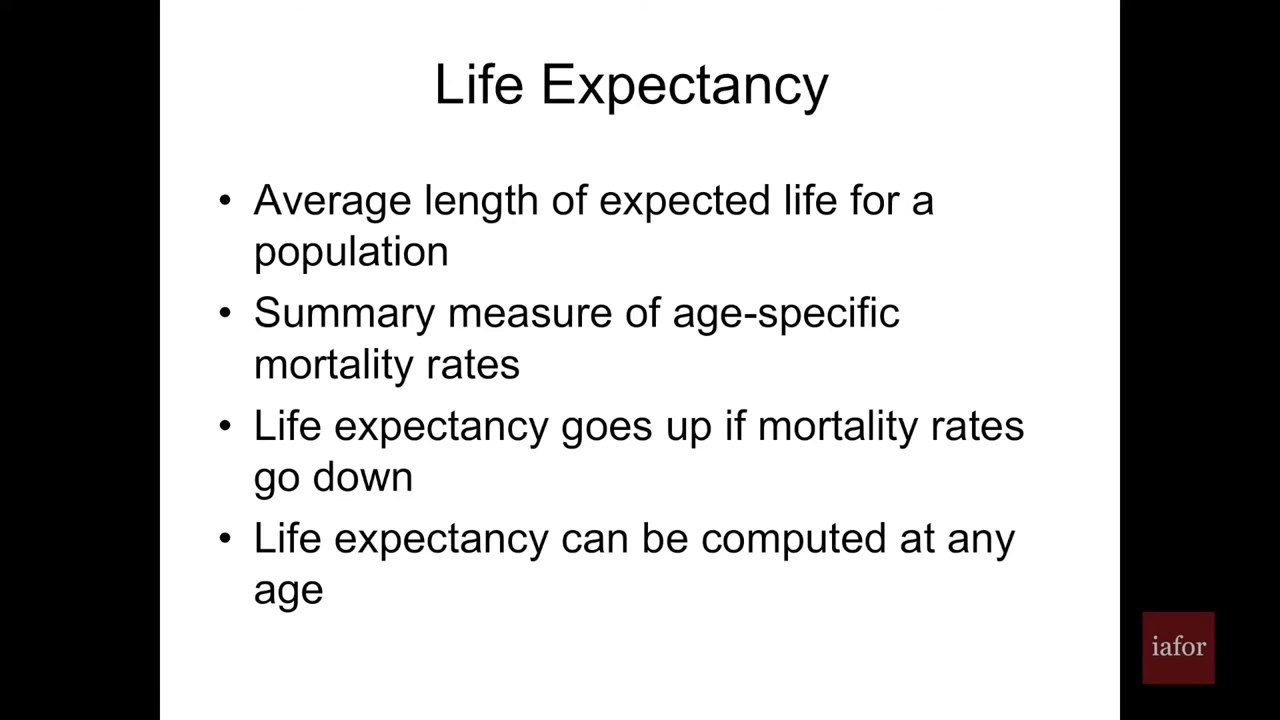 Life Expectancy
• Average length of expected life for a
population
• Summary measure of age-specific
mortality rates
• Life expectancy goes up if mortality rates
go down
• Life expectancy can be computed at any
age
iafor